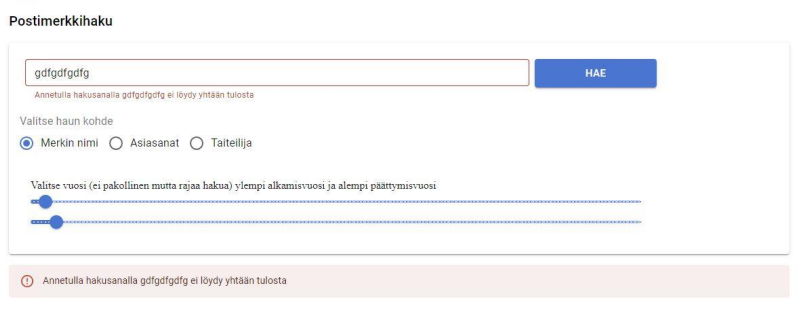 Postimerkkihaku
gdfgdfgdfg
HAE
Annetulla hakusanalla gdfgdfgdfg ei löydy yhtään tulosta
Valitse haun kohde
Merkin nimi Asiasanat Taiteilija
Valitse vuosi (ei pakollinen mutta rajaa hakua) ylempi alkamisvuosi ja alempi päättymisvuosi
Annetulla hakusanalla gdfgdfgdfg ei löydy yhtään tulosta